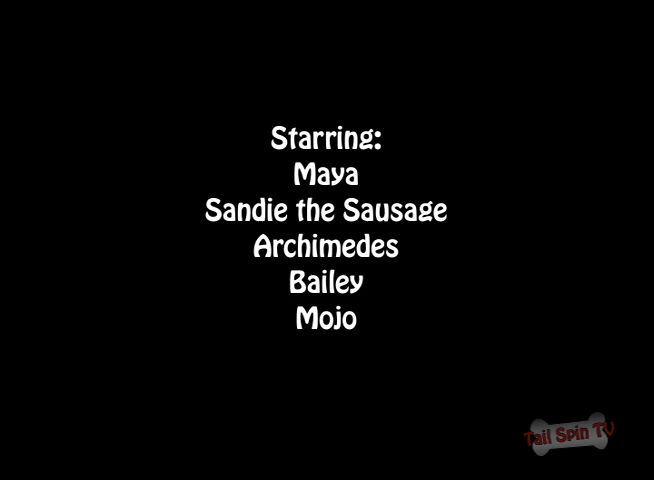 Starring:
Maya
Sandie the Sausage
Archimedes
Bailey
Mojo
Tail Spin TV